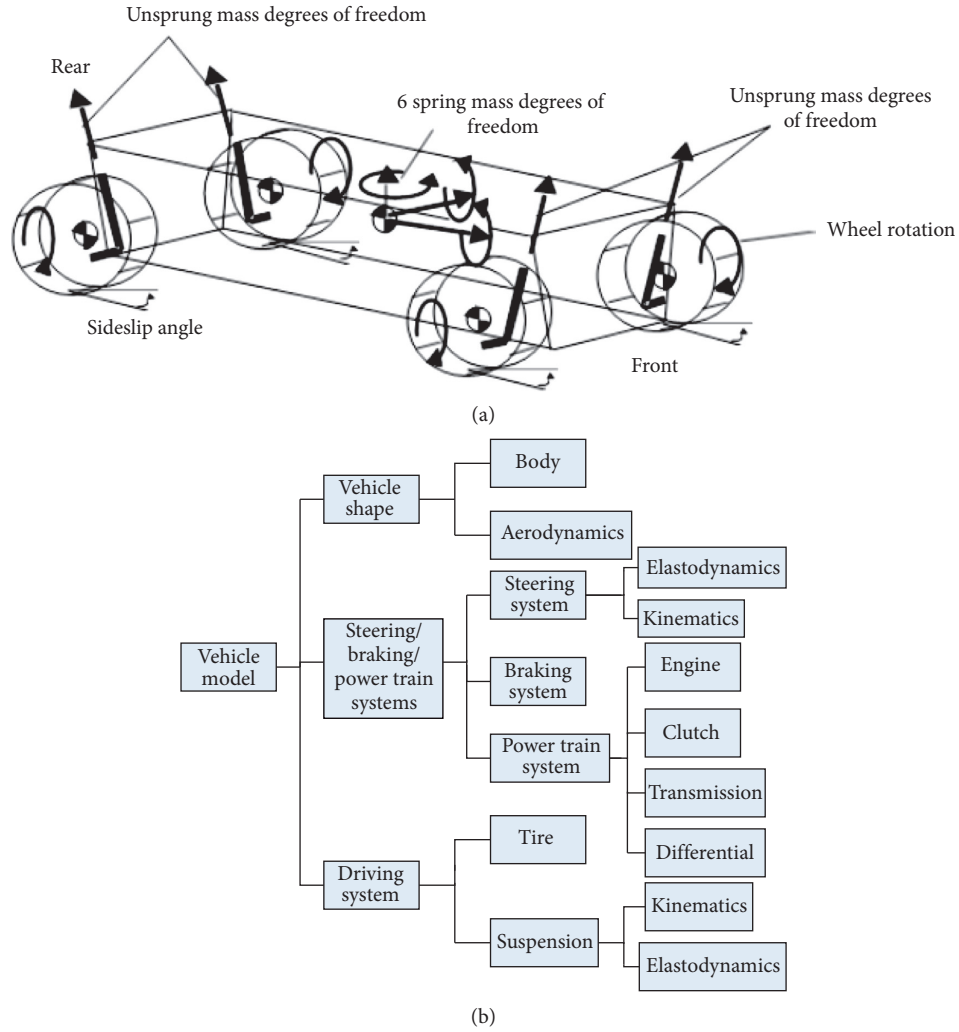 Unsprung mass degrees of freedom
Rear
6 spring mass degrees of
freedom
Unsprung mass degrees
of freedom
Wheel rotation
Sideslip angle
Front
(a)
Vehicle
model
Vehicle
shape
Body
Aerodynamics
Steering/
braking/
power train
systems
Steering
system
Elastodynamics
Kinematics
Braking
system
Power train
system
Engine
Clutch
Transmission
Differential
Driving
system
Tire
Suspension
Kinematics
Elastodynamics
(b)